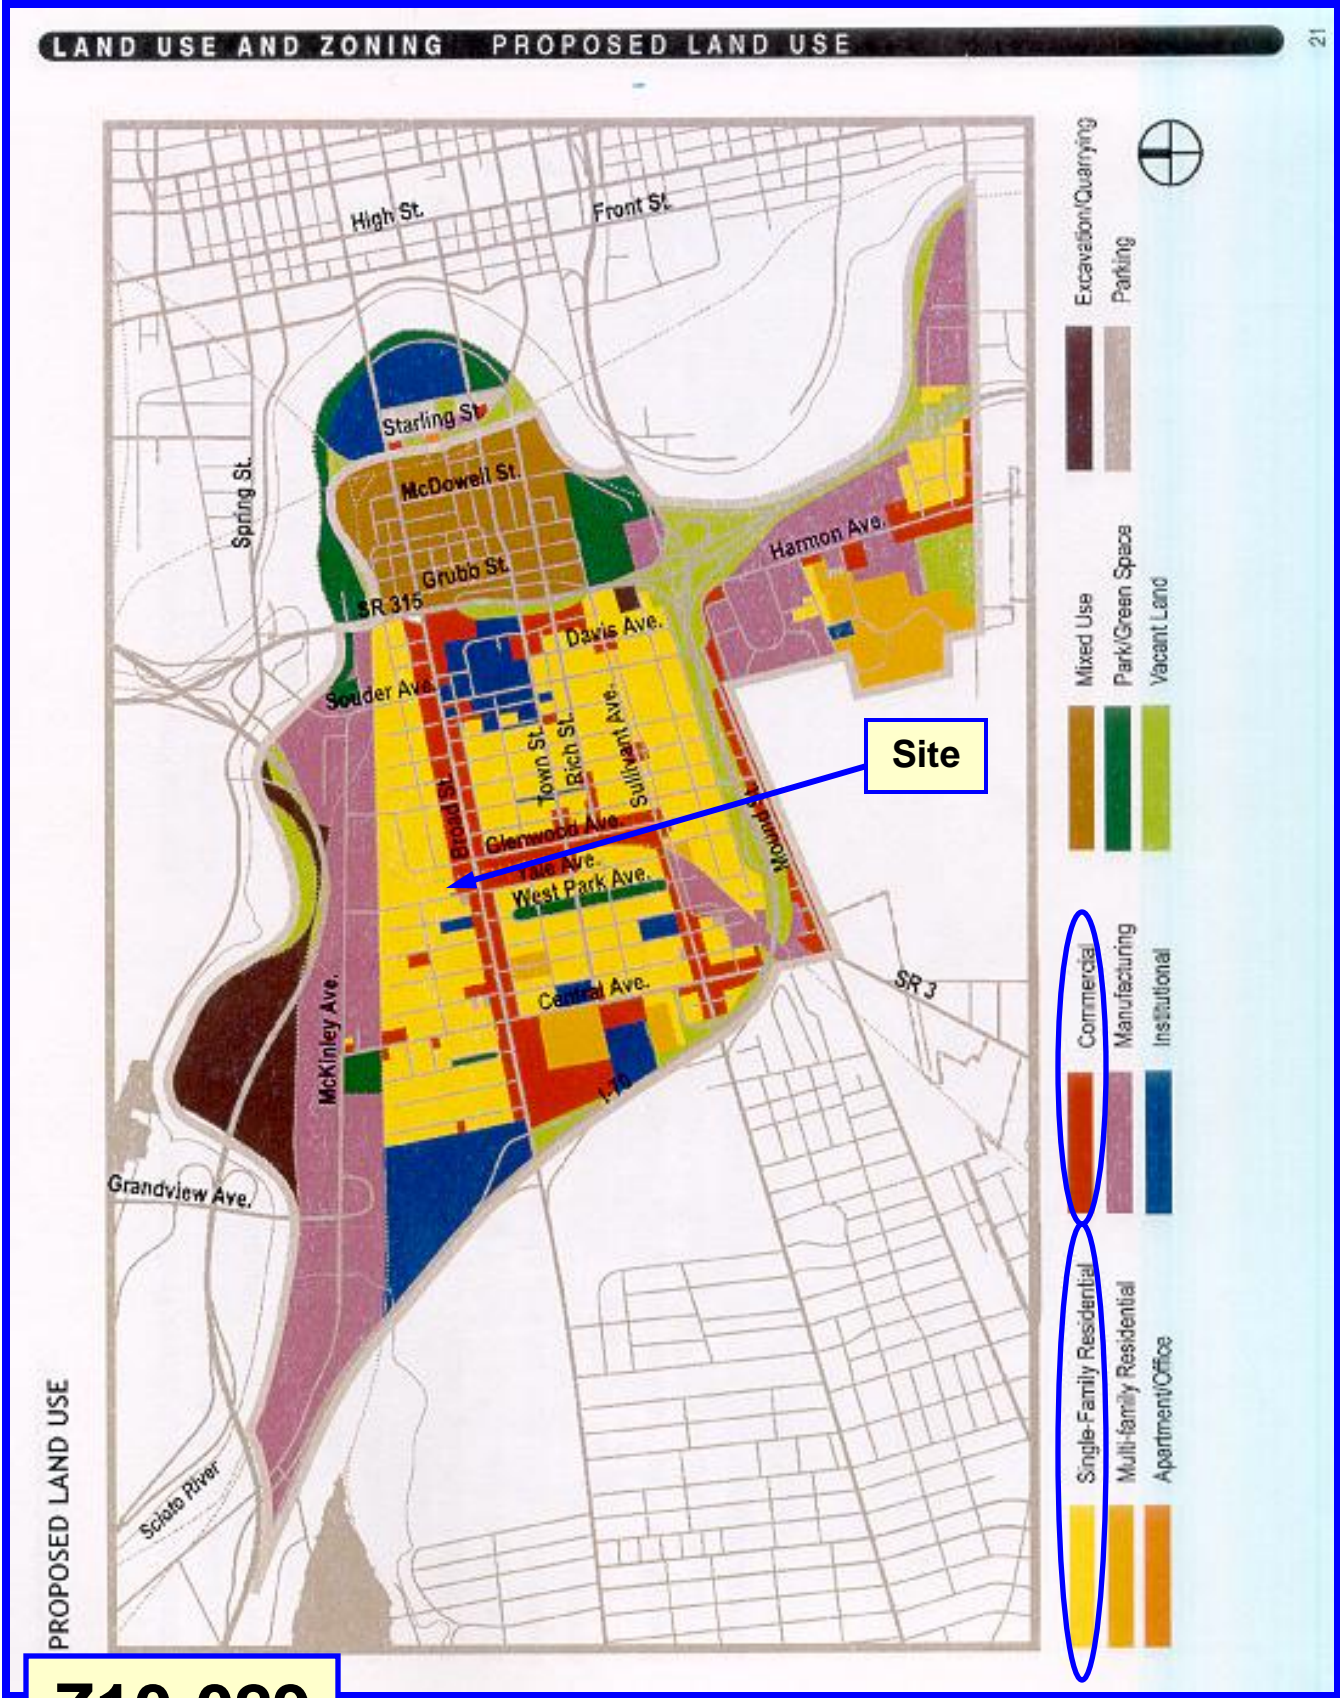 LAND USE AND ZONING PROPOSED LAND USE
21
High St.
Front St.
Starling St.
McDowell St.
Spring St.
Grubb St.
SR 315
Harmon Ave.
Davis Ave.
Souder Ave.
Town St.
Rich St.
Sullivant Ave.
Site
Broad St.
Glenwood Ave.
Mound St.
Yale Ave.
West Park Ave.
McKinley Ave.
Central Ave.
SR 3
I-70
Grandview Ave.
Scioto River
PROPOSED LAND USE
Single-Family Residential
Multi-family Residential
Apartment/Office
Commercial
Manufacturing
Institutional
Mixed Use
Park/Green Space
Vacant Land
Excavation/Quarrying
Parking